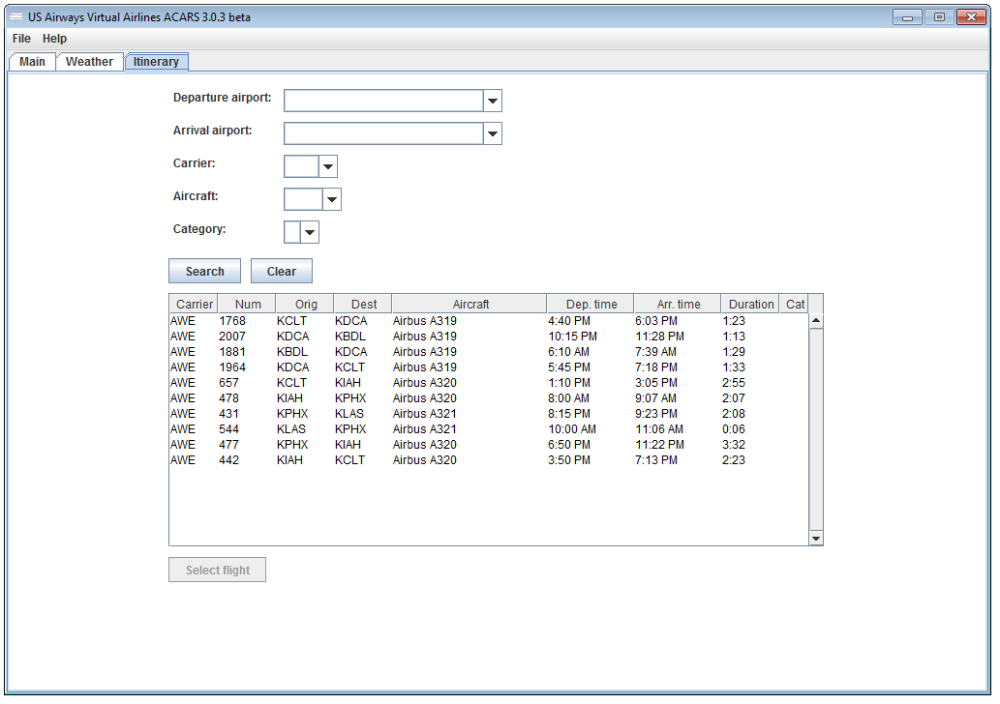 US Airways Virtual Airlines ACARS 3.0.3 beta
File Help
Main Weather Itinerary
Departure airport:
Arrival airport:
Carrier:
Aircraft:
Category:
Search Clear
Carrier Num Orig Dest Aircraft Dep. time Arr. time Duration Cat
AWE 1768 KCLT KDCA Airbus A319 4:40 PM 6:03 PM 1:23
AWE 2007 KDCA KBDL Airbus A319 10:15 PM 11:28 PM 1:13
AWE 1881 KBDL KDCA Airbus A319 6:10 AM 7:39 AM 1:29
AWE 1964 KDCA KCLT Airbus A319 5:45 PM 7:18 PM 1:33
AWE 657 KCLT KIAH Airbus A320 1:10 PM 3:05 PM 2:55
AWE 478 KIAH KPHX Airbus A320 8:00 AM 9:07 AM 2:07
AWE 431 KPHX KLAS Airbus A321 8:15 PM 9:23 PM 2:08
AWE 544 KLAS KPHX Airbus A321 10:00 AM 11:06 AM 0:06
AWE 477 KPHX KIAH Airbus A320 6:50 PM 11:22 PM 3:32
AWE 442 KIAH KCLT Airbus A320 3:50 PM 7:13 PM 2:23
Select flight